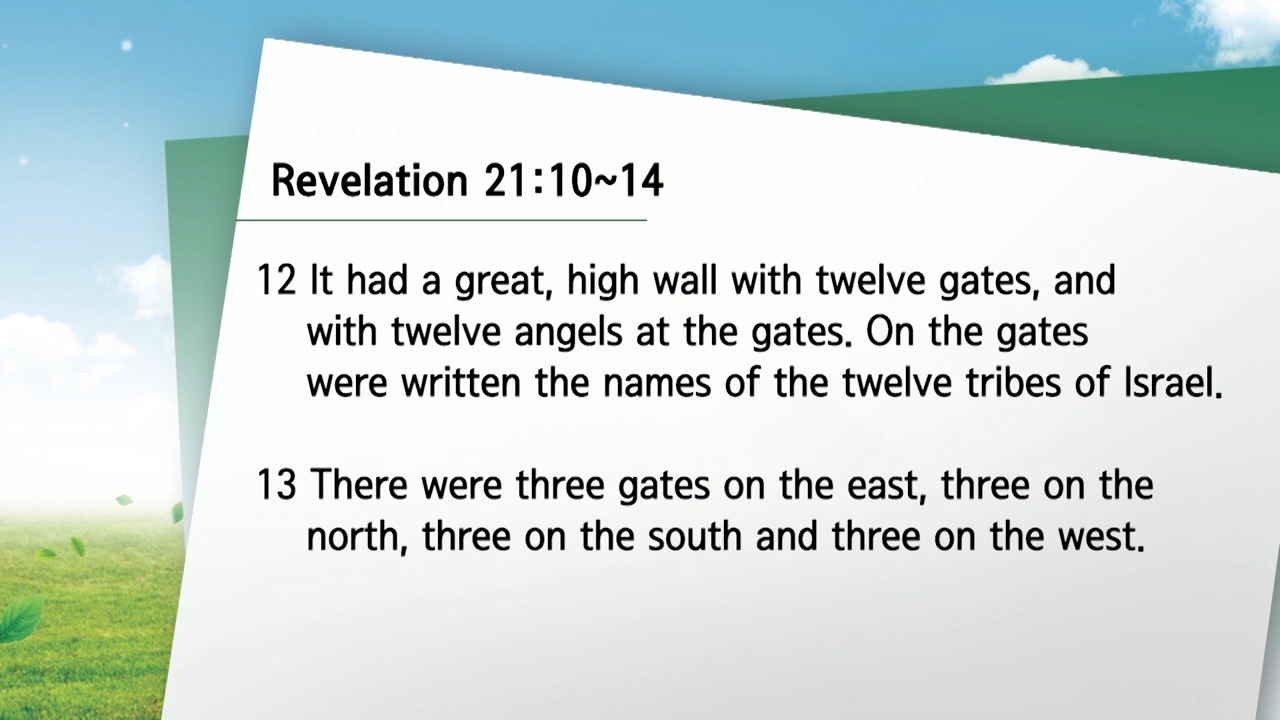 Revelation 21:10~14
12 It had a great, high wall with twelve gates, and
with twelve angels at the gates. On the gates
were written the names of the twelve tribes of Israel.
13 There were three gates on the east, three on the
north, three on the south and three on the west.